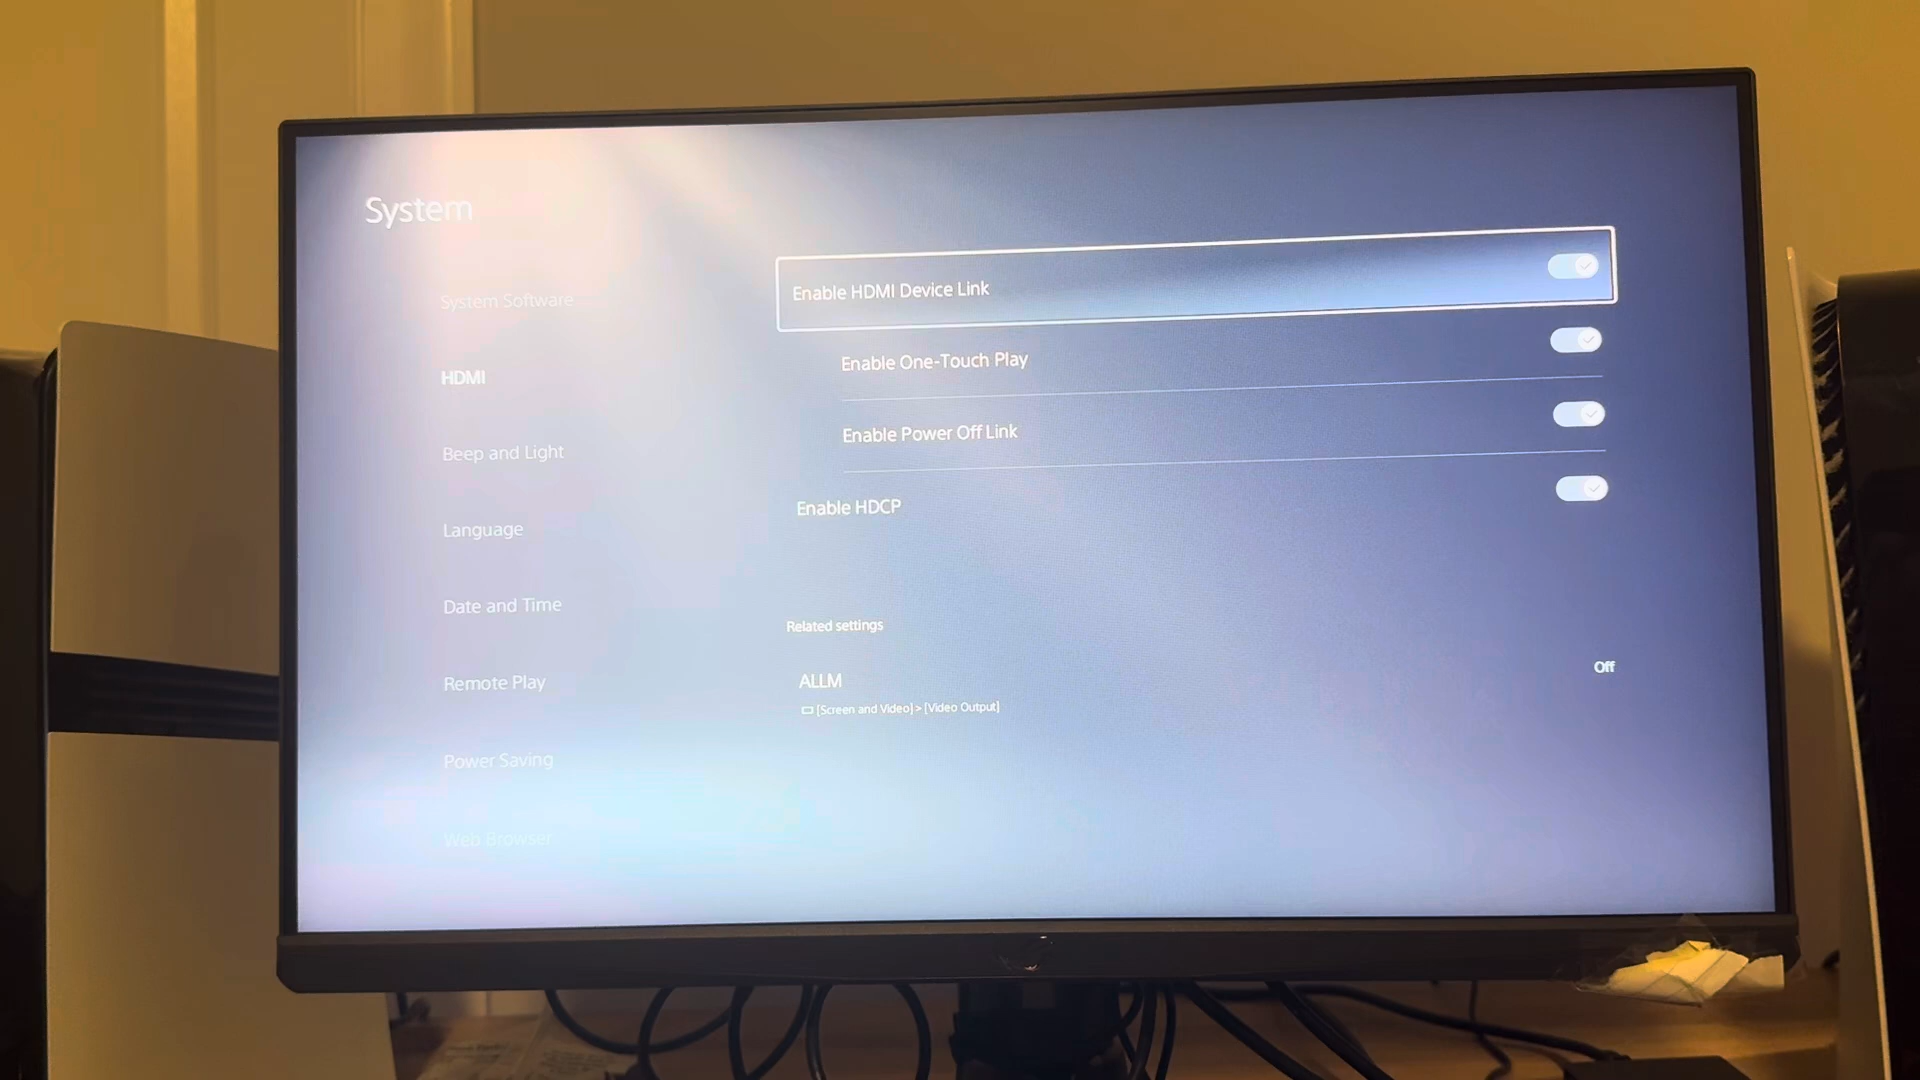 System
System Software
HDMI
Beep and Light
Language
Date and Time
Remote Play
Power Saving
Web Browser
Enable HDMI Device Link
Enable One-Touch Play
Enable Power Off Link
Enable HDCP
Related settings
ALLM
Off
[Screen and Video] > [Video Output]